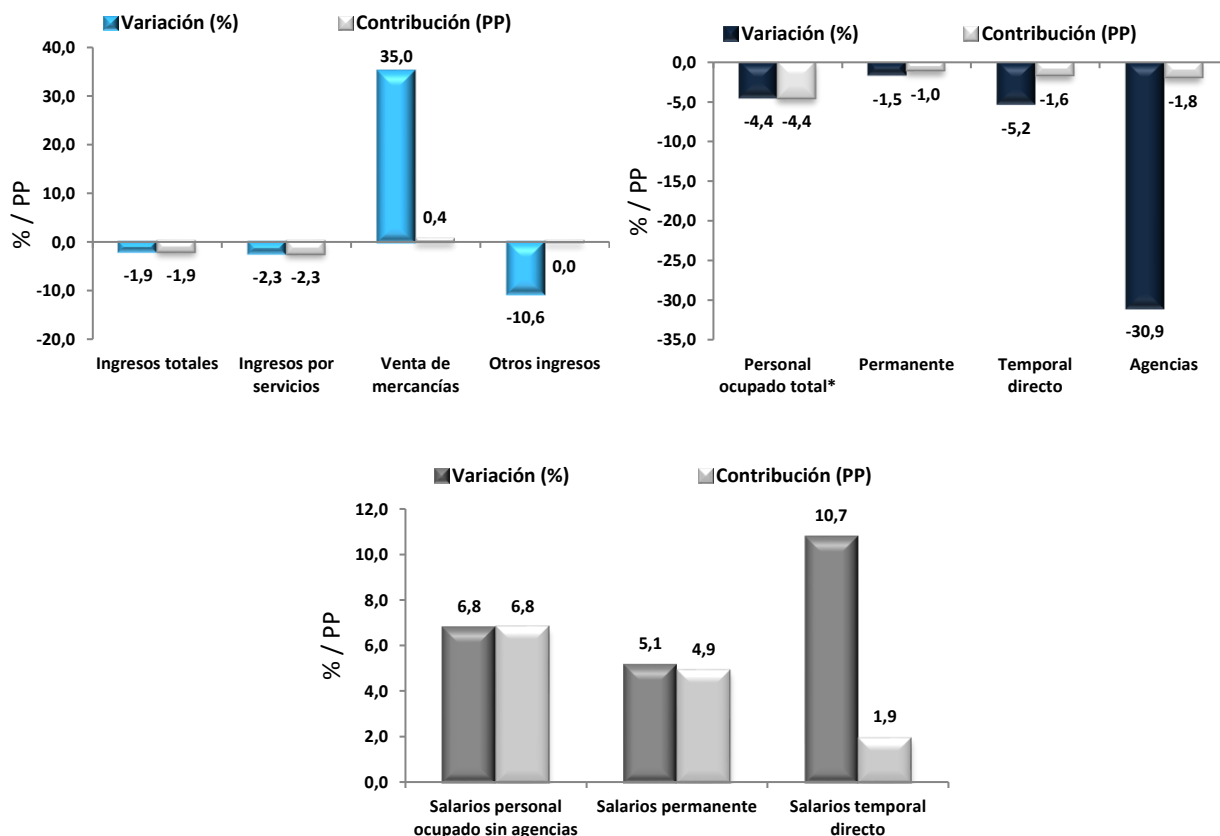 Variación (%) Contribución (PP)
40,0
30,0
20,0
10,0
0,0
-10,0
-20,0
% / PP
35,0
0,4
-1,9 -1,9
-2,3 -2,3
0,0
-10,6
Ingresos totales
Ingresos por
servicios
Venta de
mercancías
Otros ingresos
Variación (%) Contribución (PP)
0,0
-5,0
-10,0
-15,0
-20,0
-25,0
-30,0
-35,0
% / PP
-4,4 -4,4
-1,5 -1,0
-5,2 -1,6
-1,8
-30,9
Personal
ocupado total*
Permanente
Temporal
directo
Agencias
Variación (%) Contribución (PP)
12,0
10,0
8,0
6,0
4,0
2,0
0,0
% / PP
6,8 6,8
5,1 4,9
10,7
1,9
Salarios personal
ocupado sin agencias
Salarios permanente
Salarios temporal
directo